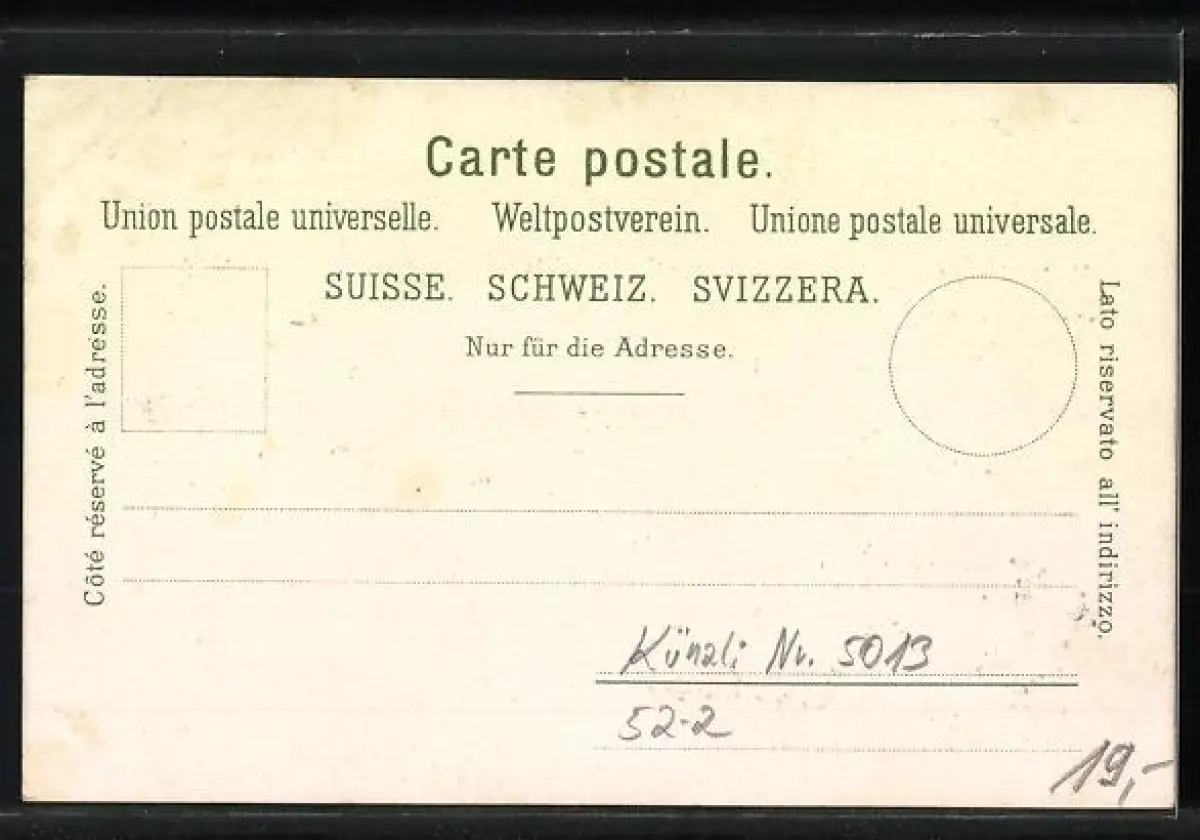 Carte postale.
Union postale universelle. Weltpostverein. Unione postale universale.
SUISSE. SCHWEIZ. SVIZZERA.
Nur für die Adresse.
Côté réservé à l'adresse.
Lato riservato all' indirizzo.
Künzli Nr. 5013
52-2
19,-